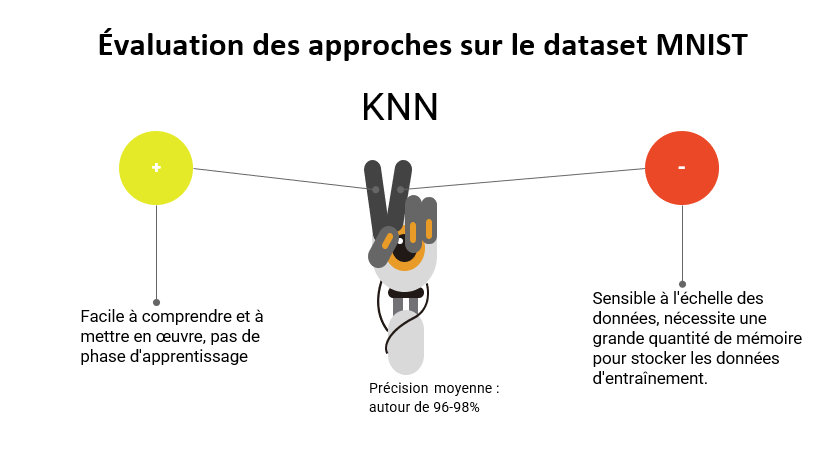 Évaluation des approches sur le dataset MNIST
KNN
+
-
Facile à comprendre et à
mettre en œuvre, pas de
phase d'apprentissage
Sensible à l'échelle des
données, nécessite une
grande quantité de mémoire
pour stocker les données
d'entraînement.
Précision moyenne :
autour de 96-98%